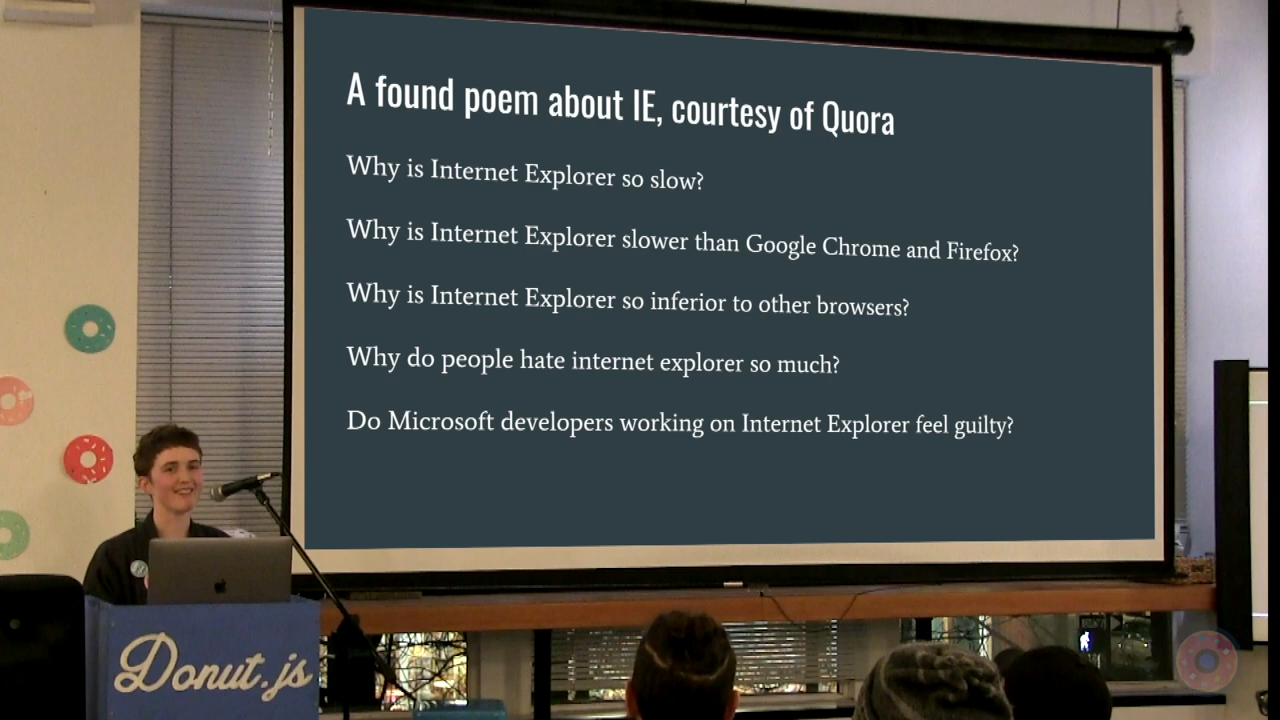 A found poem about IE, courtesy of Quora
Why is Internet Explorer so slow?
Why is Internet Explorer slower than Google Chrome and Firefox?
Why is Internet Explorer so inferior to other browsers?
Why do people hate internet explorer so much?
Do Microsoft developers working on Internet Explorer feel guilty?
Donut.js